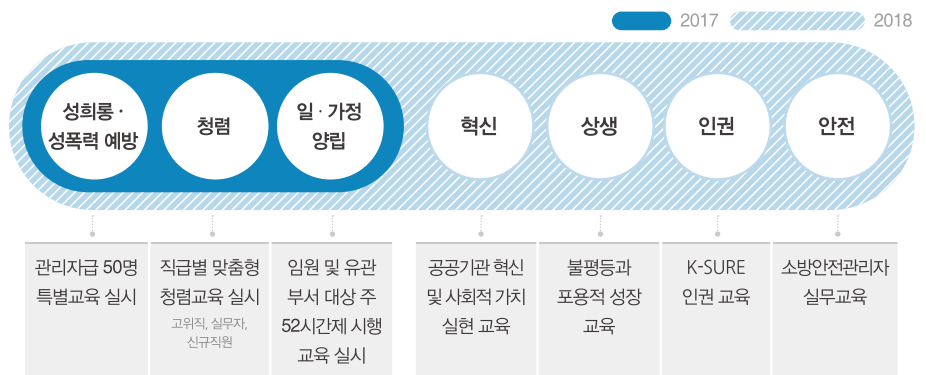 2017
2018
성희롱 ·
성폭력 예방
청렴
일 · 가정
양립
혁신
상생
인권
안전
관리자급 50명
특별교육 실시
직급별 맞춤형
청렴교육 실시
고위직, 실무자,
신규직원
임원 및 유관
부서 대상 주
52시간제 시행
교육 실시
공공기관 혁신
및 사회적 가치
실현 교육
불평등과
포용적 성장
교육
K-SURE
인권 교육
소방안전관리자
실무교육